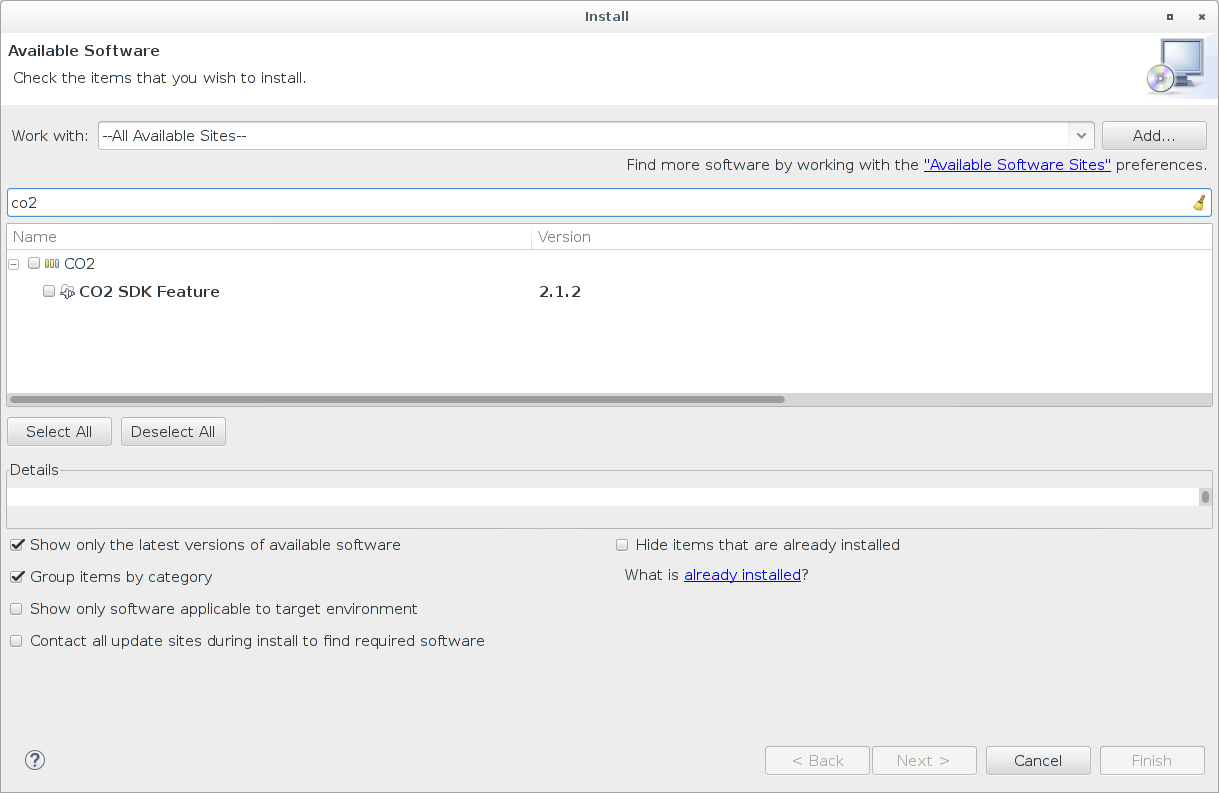 Install
Available Software
Check the items that you wish to install.
Work with: --All Available Sites-- Add...
Find more software by working with the "Available Software Sites" preferences.
co2
Name Version
CO2
CO2 SDK Feature 2.1.2
Select All Deselect All
Details
Show only the latest versions of available software Hide items that are already installed
Group items by category What is already installed?
Show only software applicable to target environment
Contact all update sites during install to find required software
? < Back Next > Cancel Finish